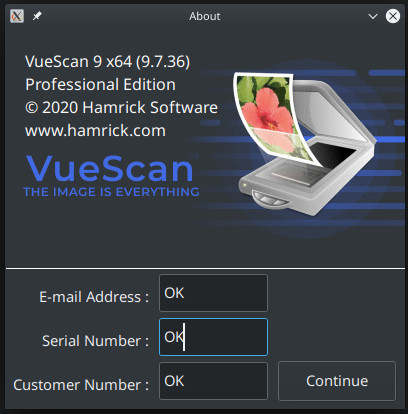 About
VueScan 9 x64 (9.7.36)
Professional Edition
© 2020 Hamrick Software
www.hamrick.com
VueScan
THE IMAGE IS EVERYTHING
E-mail Address : OK
Serial Number : OK
Customer Number : OK
Continue